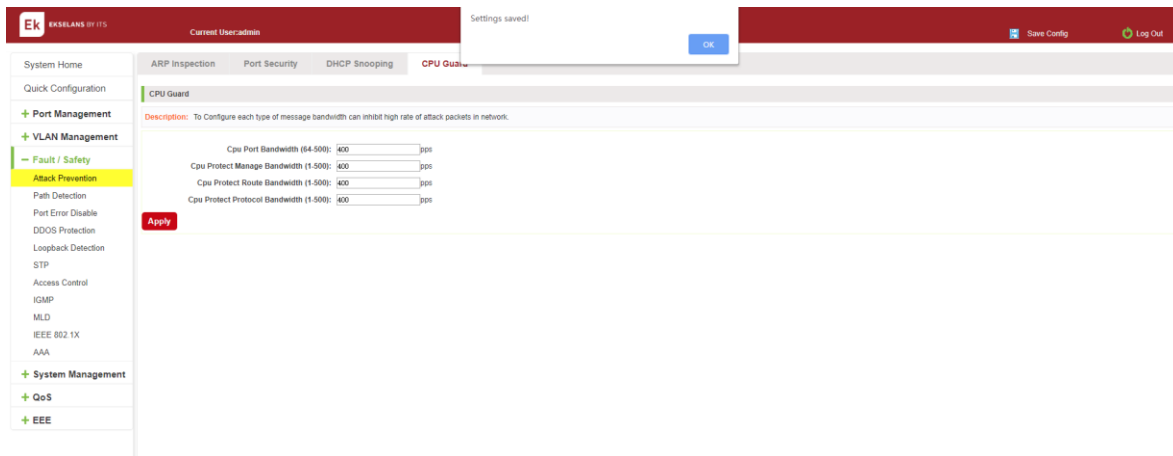 Ek EKSELANS BY ITS
Current User:admin
Settings saved!
OK
Save Config
Log Out
System Home
Quick Configuration
+ Port Management
+ VLAN Management
− Fault / Safety
Attack Prevention
Path Detection
Port Error Disable
DDOS Protection
Loopback Detection
STP
Access Control
IGMP
MLD
IEEE 802.1X
AAA
+ System Management
+ QoS
+ EEE
ARP Inspection Port Security DHCP Snooping CPU Guard
CPU Guard
Description: To Configure each type of message bandwidth can inhibit high rate of attack packets in network.
Cpu Port Bandwidth (64-500): 400 pps
Cpu Protect Manage Bandwidth (1-500): 400 pps
Cpu Protect Route Bandwidth (1-500): 400 pps
Cpu Protect Protocol Bandwidth (1-500): 400 pps
Apply